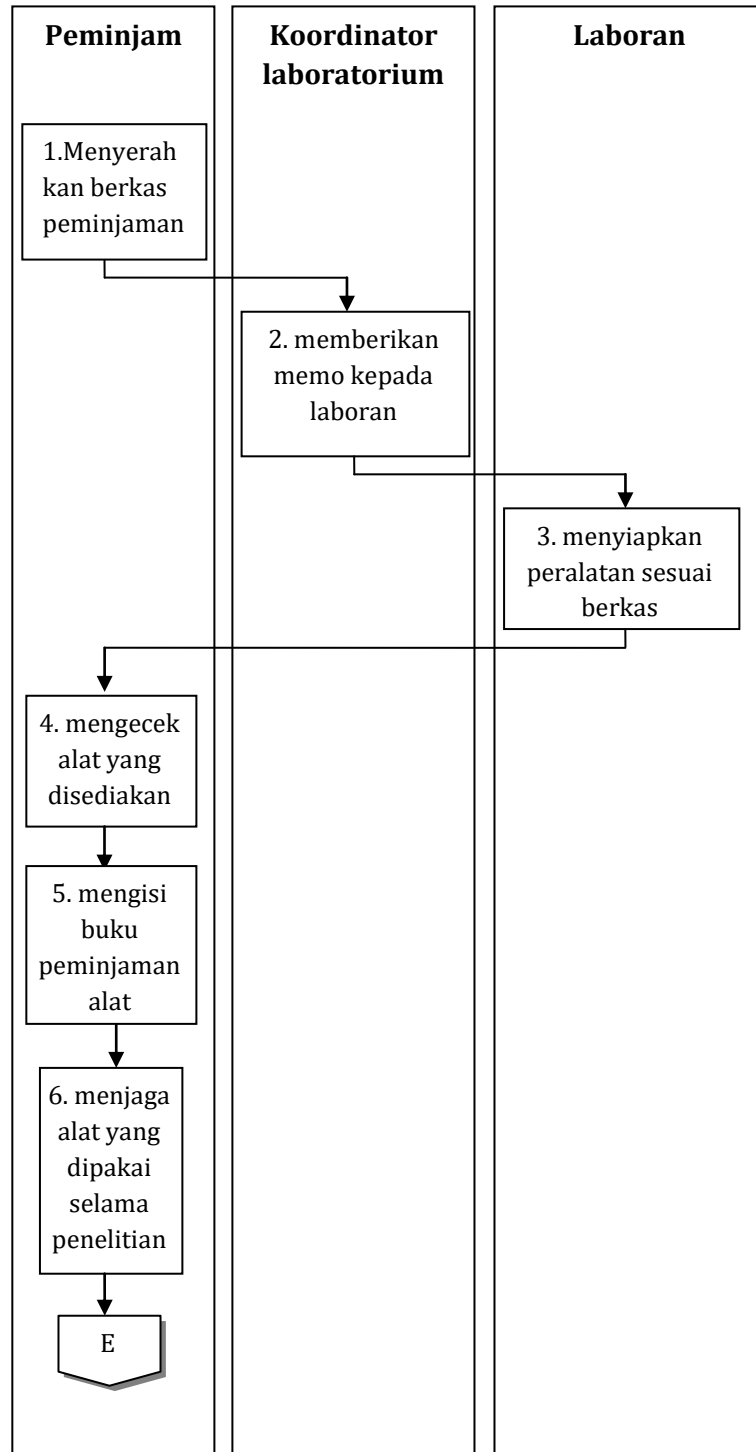 Peminjam
Koordinator
laboratorium
Laboran
1.Menyerah
kan berkas
peminjaman
2. memberikan
memo kepada
laboran
3. menyiapkan
peralatan sesuai
berkas
4. mengecek
alat yang
disediakan
5. mengisi
buku
peminjaman
alat
6. menjaga
alat yang
dipakai
selama
penelitian
E